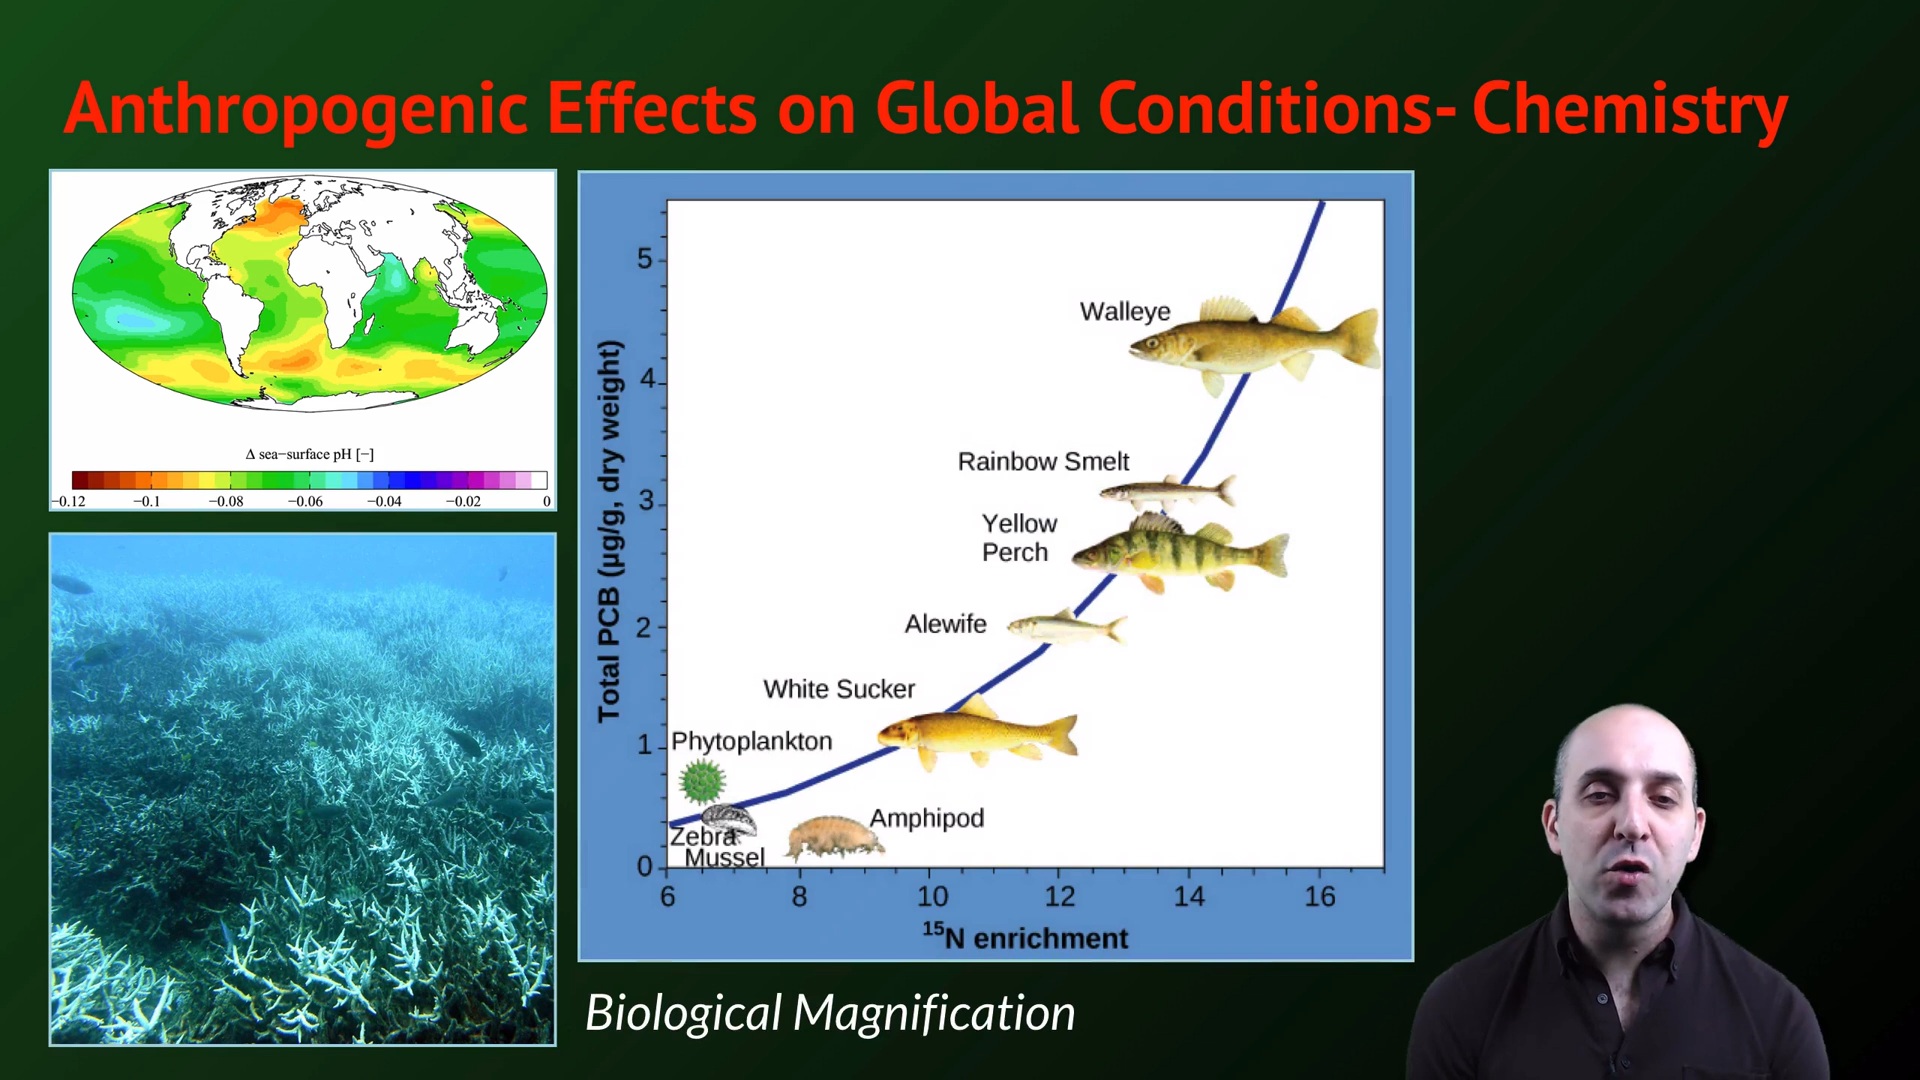 Anthropogenic Effects on Global Conditions- Chemistry
Δ sea−surface pH [−]
−0.12 −0.1 −0.08 −0.06 −0.04 −0.02 0
Total PCB (µg/g, dry weight)
5
4
3
2
1
0
Walleye
Rainbow Smelt
Yellow
Perch
Alewife
White Sucker
Phytoplankton
Amphipod
Zebra
Mussel
6 8 10 12 14 16
¹⁵N enrichment
Biological Magnification